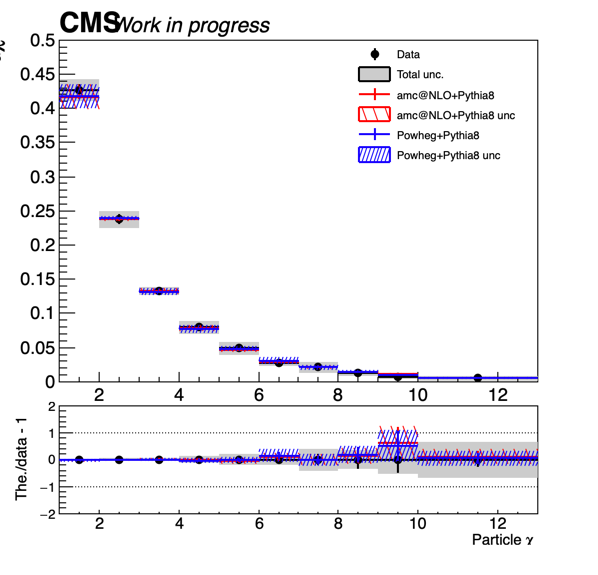 CMS Work in progress
0.5
0.45
0.4
0.35
0.3
0.25
0.2
0.15
0.1
0.05
0
Data
Total unc.
amc@NLO+Pythia8
amc@NLO+Pythia8 unc
Powheg+Pythia8
Powheg+Pythia8 unc
2 4 6 8 10 12
The./data - 1
2
1
0
−1
−2
2 4 6 8 10 12
Particle γ